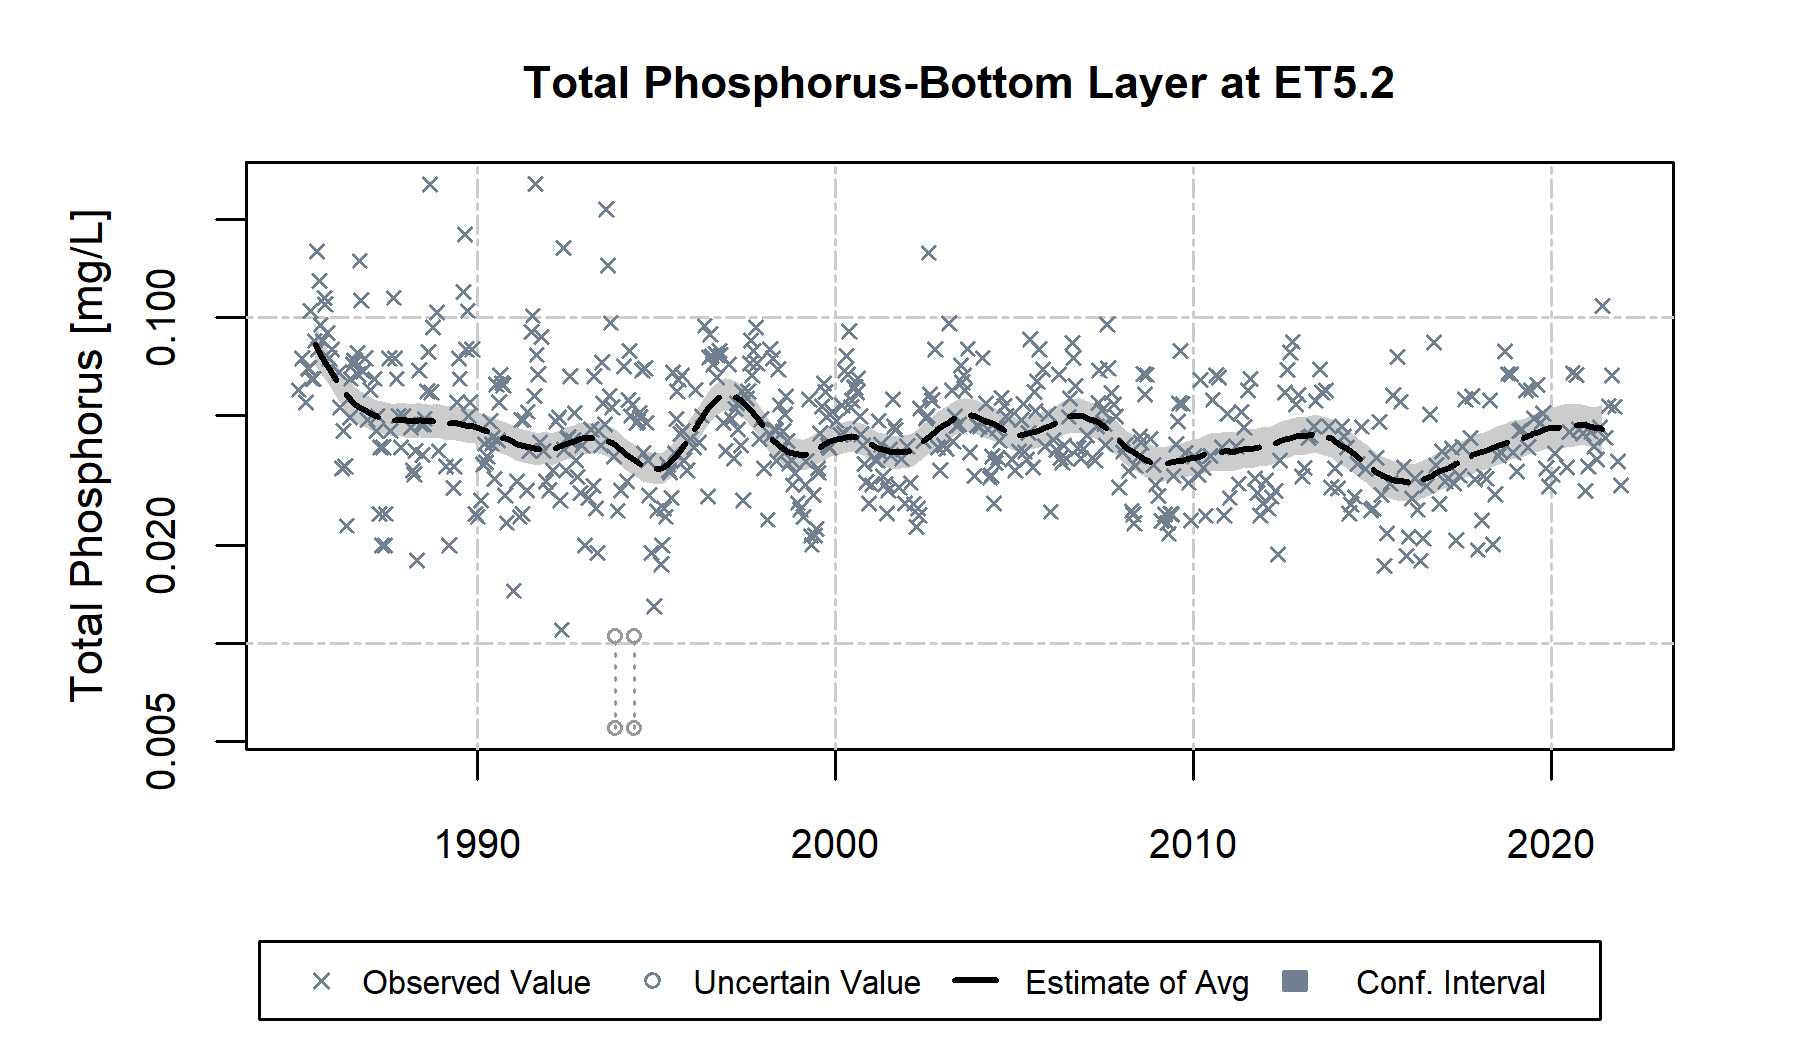 Total Phosphorus-Bottom Layer at ET5.2
Total Phosphorus [mg/L]
0.100
0.020
0.005
1990 2000 2010 2020
Observed Value Uncertain Value Estimate of Avg Conf. Interval